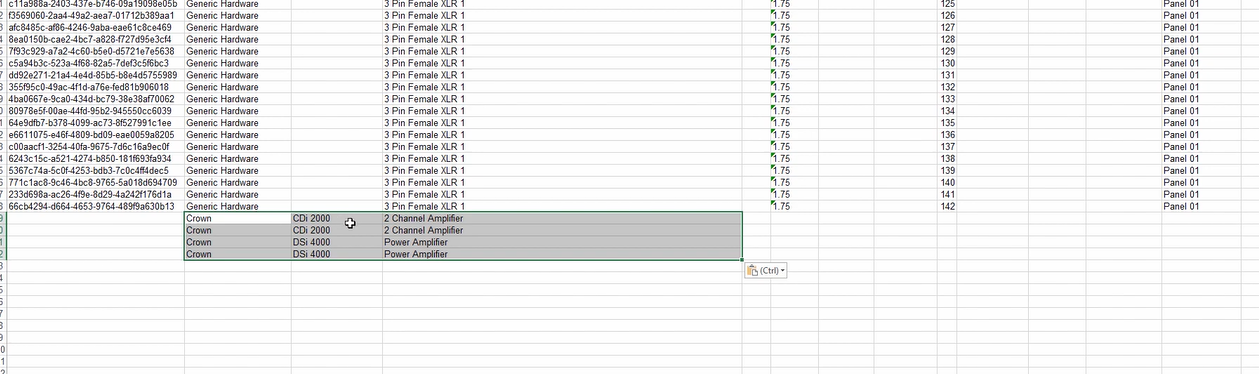 c11a988a-2403-437e-b746-09a19098e05b Generic Hardware 3 Pin Female XLR 1 1.75 125 Panel 01
f3569060-2aa4-49a2-aea7-01712b389aa1 Generic Hardware 3 Pin Female XLR 1 1.75 126 Panel 01
afc8485c-af86-4246-9aba-eae61c8ce469 Generic Hardware 3 Pin Female XLR 1 1.75 127 Panel 01
8ea0150b-cae2-4bc7-a828-f727d95e3cf4 Generic Hardware 3 Pin Female XLR 1 1.75 128 Panel 01
7f93c929-a7a2-4c60-b5e0-d5721e7e5638 Generic Hardware 3 Pin Female XLR 1 1.75 129 Panel 01
c5a94b3c-523a-4f68-82a5-7def3c5f6bc3 Generic Hardware 3 Pin Female XLR 1 1.75 130 Panel 01
dd92e271-21a4-4e4d-85b5-b8e4d5755989 Generic Hardware 3 Pin Female XLR 1 1.75 131 Panel 01
355f95c0-49ac-4f1d-a76e-fed81b906018 Generic Hardware 3 Pin Female XLR 1 1.75 132 Panel 01
4ba0667e-9ca0-434d-bc79-38e38af70062 Generic Hardware 3 Pin Female XLR 1 1.75 133 Panel 01
80978e5f-00ae-44fd-95b2-945550cc6039 Generic Hardware 3 Pin Female XLR 1 1.75 134 Panel 01
64e9dfb7-b378-4099-ac73-8f527991c1ee Generic Hardware 3 Pin Female XLR 1 1.75 135 Panel 01
e6611075-e46f-4809-bd09-eae0059a8205 Generic Hardware 3 Pin Female XLR 1 1.75 136 Panel 01
c00aacf1-3254-40fa-9675-7d6c16a9ec0f Generic Hardware 3 Pin Female XLR 1 1.75 137 Panel 01
6243c15c-a521-4274-b850-181f693fa934 Generic Hardware 3 Pin Female XLR 1 1.75 138 Panel 01
5367c74a-5c0f-4253-bdb3-7c0c4ff4dec5 Generic Hardware 3 Pin Female XLR 1 1.75 139 Panel 01
771c1ac8-9c46-4bc8-9765-5a018d694709 Generic Hardware 3 Pin Female XLR 1 1.75 140 Panel 01
233d698a-ac26-4f9e-8d29-4a242f176d1a Generic Hardware 3 Pin Female XLR 1 1.75 141 Panel 01
66cb4294-d664-4653-9764-489f9a630b13 Generic Hardware 3 Pin Female XLR 1 1.75 142 Panel 01
Crown CDi 2000 2 Channel Amplifier
Crown CDi 2000 2 Channel Amplifier
Crown DSi 4000 Power Amplifier
Crown DSi 4000 Power Amplifier
(Ctrl)